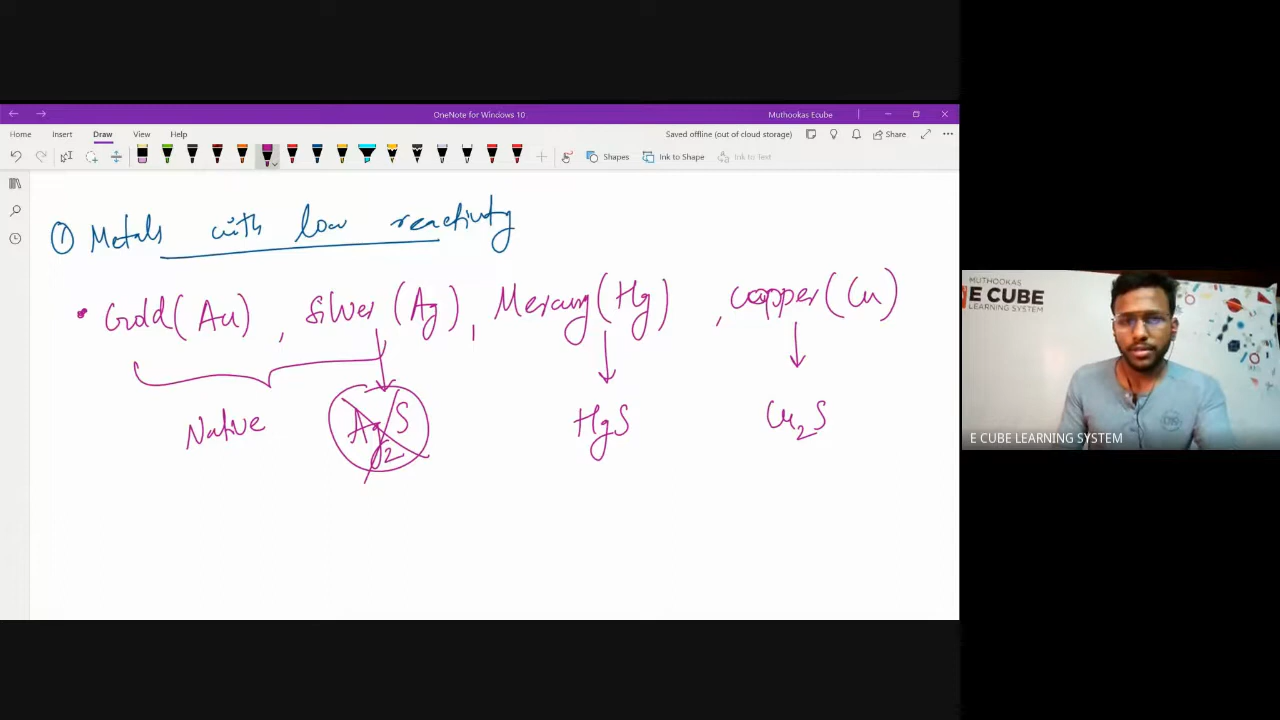 OneNote for Windows 10
Muthookas Ecube
Home Insert Draw View Help
Saved offline (out of cloud storage)
Share
Shapes
Ink to Shape
Ink to Text
① Metals with low reactivity
• Gold (Au), Silver (Ag), Mercury (Hg), copper (Cu)
Native Ag2S HgS Cu2S
MUTHOOKAS
E CUBE
LEARNING SYSTEM
E CUBE LEARNING SYSTEM